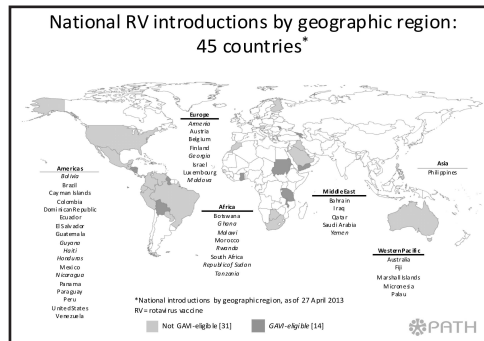 National RV introductions by geographic region:
45 countries*
Europe
Armenia
Austria
Belgium
Finland
Georgia
Israel
Luxembourg
Moldova
Americas
Bolivia
Brazil
Cayman Islands
Colombia
Dominican Republic
Ecuador
El Salvador
Guatemala
Guyana
Haiti
Honduras
Mexico
Nicaragua
Panama
Paraguay
Peru
United States
Venezuela
Africa
Botswana
Ghana
Malawi
Morocco
Rwanda
South Africa
Republic of Sudan
Tanzania
Middle East
Bahrain
Iraq
Qatar
Saudi Arabia
Yemen
Asia
Philippines
Western Pacific
Australia
Fiji
Marshall Islands
Micronesia
Palau
*National introductions by geographic region, as of 27 April 2013
RV= rotavirus vaccine
Not GAVI-eligible [31]
GAVI-eligible [14]
PATH